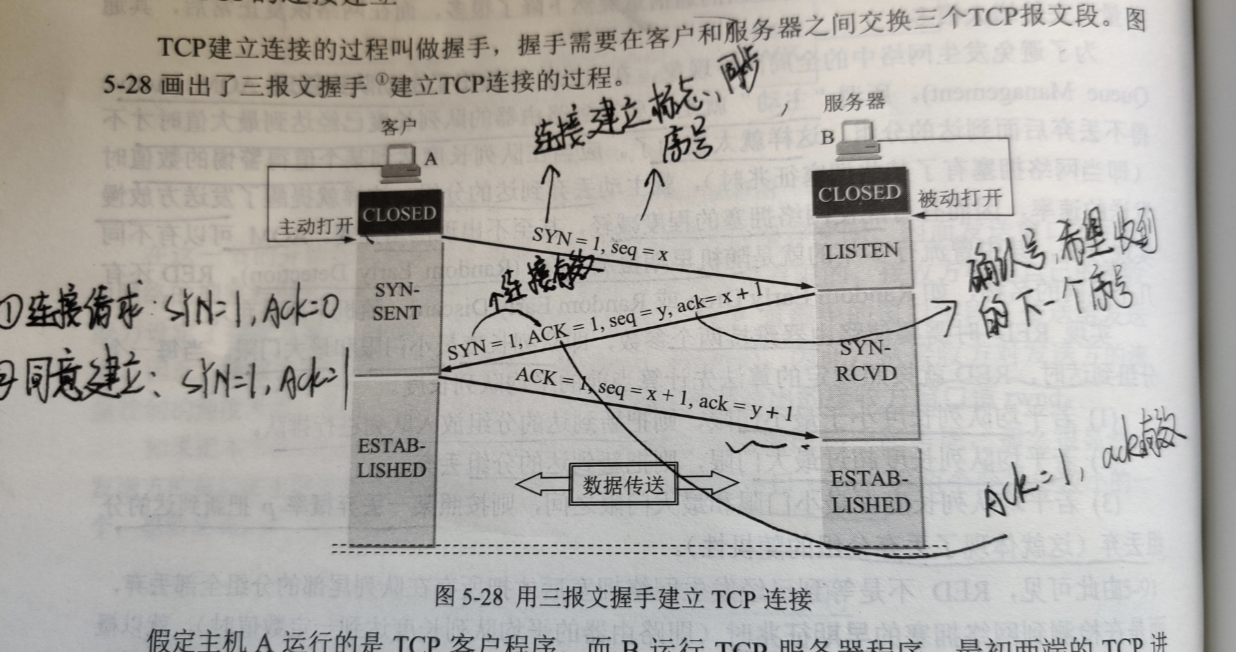 TCP建立连接的过程叫做握手，握手需要在客户和服务器之间交换三个TCP报文段。图
5-28 画出了三报文握手①建立TCP连接的过程。
连接建立标志、同步
序号
客户
A
服务器
B
主动打开
CLOSED
CLOSED
被动打开
SYN = 1, seq = x
LISTEN
确认号，希望收到
的下一个序号
①连接请求：SYN=1, ACK=0
SYN-
SENT
SYN = 1, ACK = 1, seq = y, ack= x + 1
同意建立：SYN=1, ACK=1
SYN-
RCVD
ACK = 1, seq = x + 1, ack = y + 1
ESTAB-
LISHED
数据传送
ESTAB-
LISHED
ACK=1, ack有效
图 5-28 用三报文握手建立 TCP 连接
假定主机 A 运行的是 TCP 客户程序，而 B 运行 TCP 服务器程序。最初两端的 TCP 进